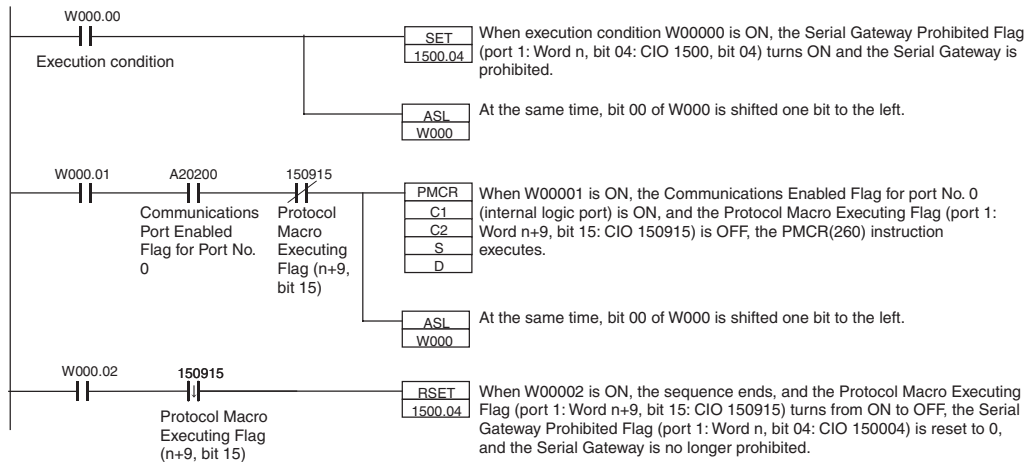 W000.00
Execution condition
SET
1500.04
When execution condition W00000 is ON, the Serial Gateway Prohibited Flag
(port 1: Word n, bit 04: CIO 1500, bit 04) turns ON and the Serial Gateway is
prohibited.
ASL
W000
At the same time, bit 00 of W000 is shifted one bit to the left.
W000.01
A20200
150915
Communications
Port Enabled
Flag for Port No.
0
Protocol
Macro
Executing
Flag (n+9,
bit 15)
PMCR
C1
C2
S
D
When W00001 is ON, the Communications Enabled Flag for port No. 0
(internal logic port) is ON, and the Protocol Macro Executing Flag (port 1:
Word n+9, bit 15: CIO 150915) is OFF, the PMCR(260) instruction
executes.
ASL
W000
At the same time, bit 00 of W000 is shifted one bit to the left.
W000.02
150915
Protocol Macro
Executing Flag
(n+9, bit 15)
RSET
1500.04
When W00002 is ON, the sequence ends, and the Protocol Macro Executing
Flag (port 1: Word n+9, bit 15: CIO 150915) turns from ON to OFF, the Serial
Gateway Prohibited Flag (port 1: Word n, bit 04: CIO 150004) is reset to 0,
and the Serial Gateway is no longer prohibited.